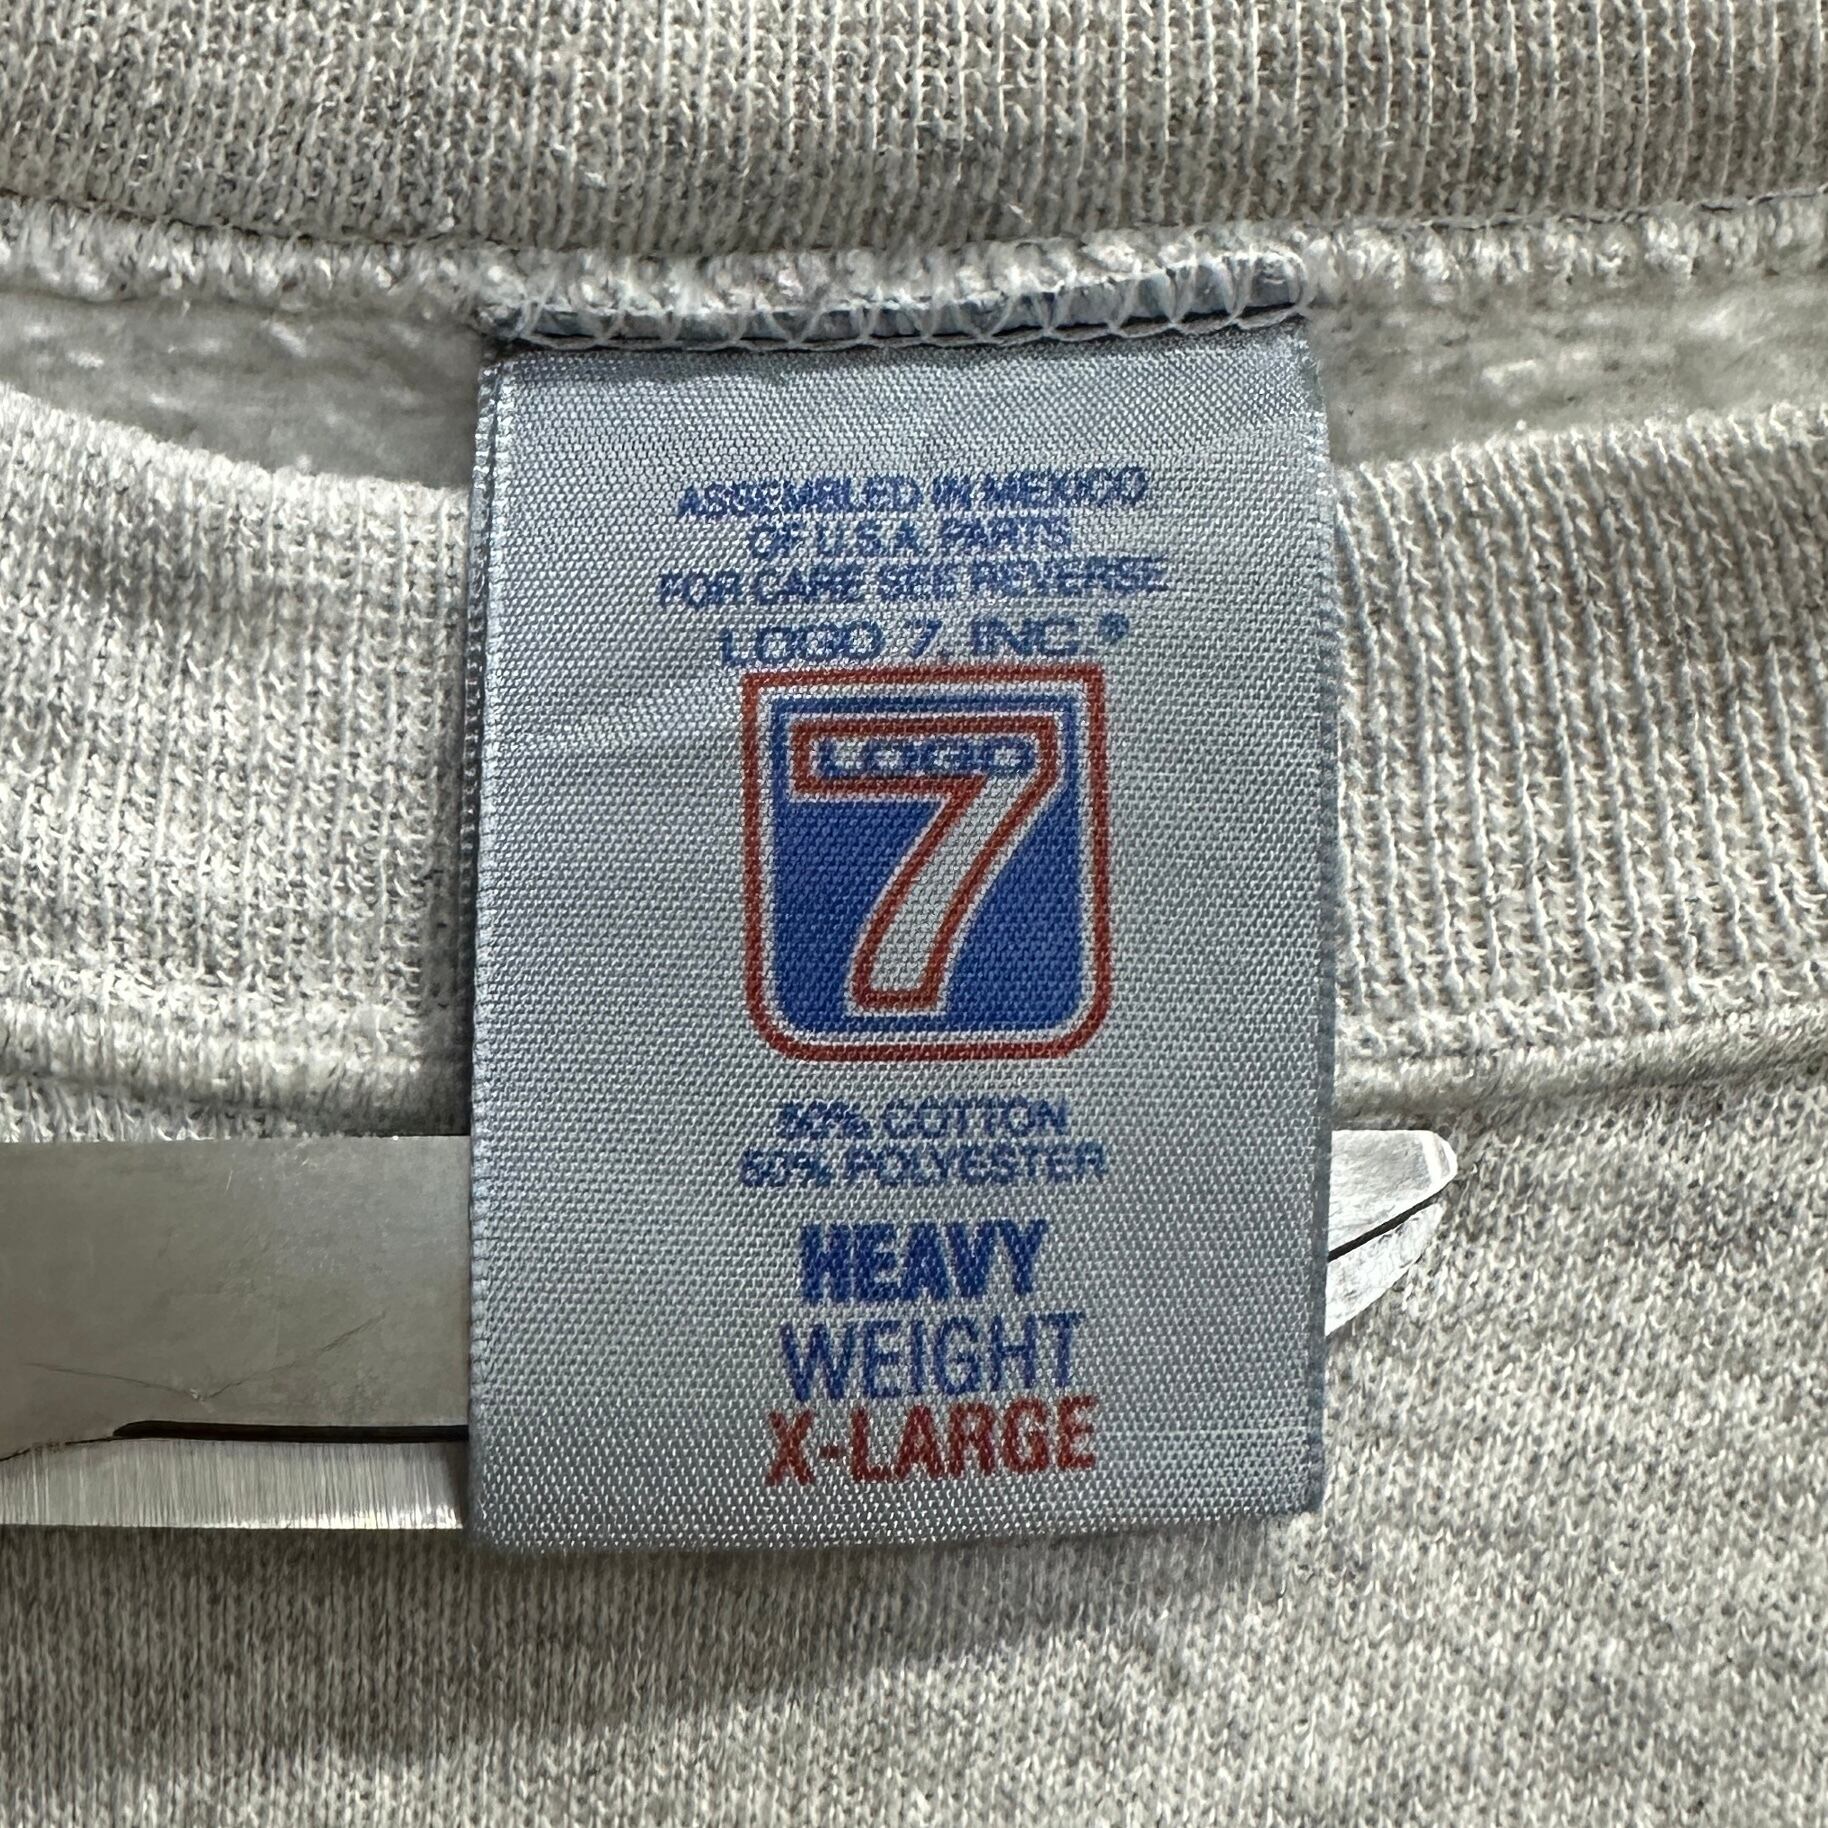 ASSEMBLED IN MEXICO
OF U.S.A. PARTS
FOR CARE SEE REVERSE
LOGO 7, INC.®
LOGO
7
50% COTTON
50% POLYESTER
HEAVY
WEIGHT
X-LARGE